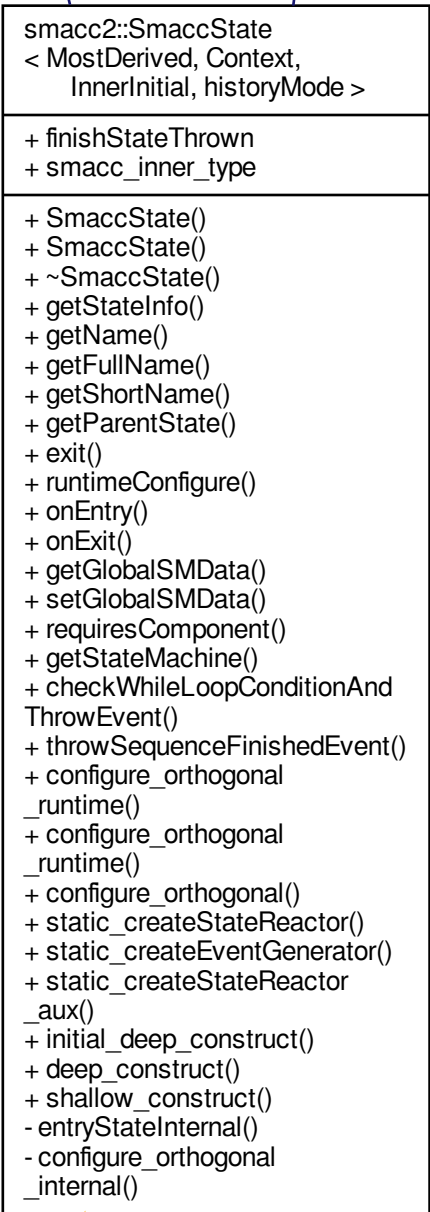 smacc2::SmaccState
< MostDerived, Context,
InnerInitial, historyMode >
+ finishStateThrown
+ smacc_inner_type
+ SmaccState()
+ SmaccState()
+ ~SmaccState()
+ getStateInfo()
+ getName()
+ getFullName()
+ getShortName()
+ getParentState()
+ exit()
+ runtimeConfigure()
+ onEntry()
+ onExit()
+ getGlobalSMData()
+ setGlobalSMData()
+ requiresComponent()
+ getStateMachine()
+ checkWhileLoopConditionAnd
ThrowEvent()
+ throwSequenceFinishedEvent()
+ configure_orthogonal
_runtime()
+ configure_orthogonal
_runtime()
+ configure_orthogonal()
+ static_createStateReactor()
+ static_createEventGenerator()
+ static_createStateReactor
_aux()
+ initial_deep_construct()
+ deep_construct()
+ shallow_construct()
- entryStateInternal()
- configure_orthogonal
_internal()